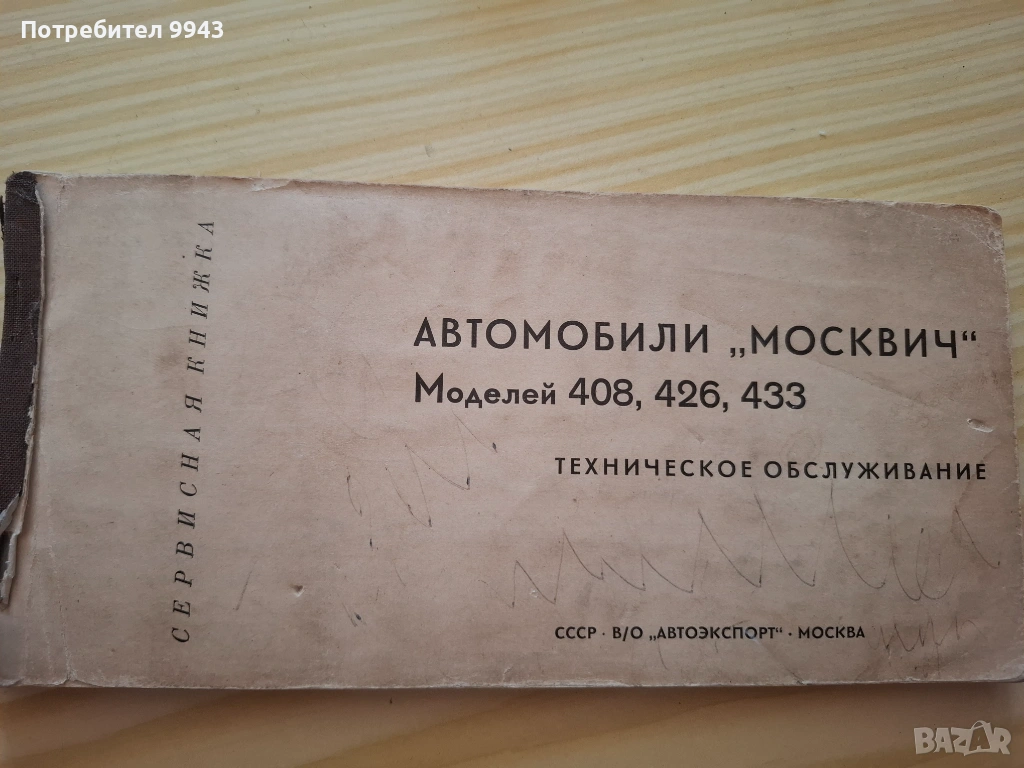 Потребител 9943
СЕРВИСНАЯ КНИЖКА
АВТОМОБИЛИ „МОСКВИЧ“
Моделей 408, 426, 433
ТЕХНИЧЕСКОЕ ОБСЛУЖИВАНИЕ
СССР · В/О „АВТОЭКСПОРТ“ · МОСКВА
BAZAR